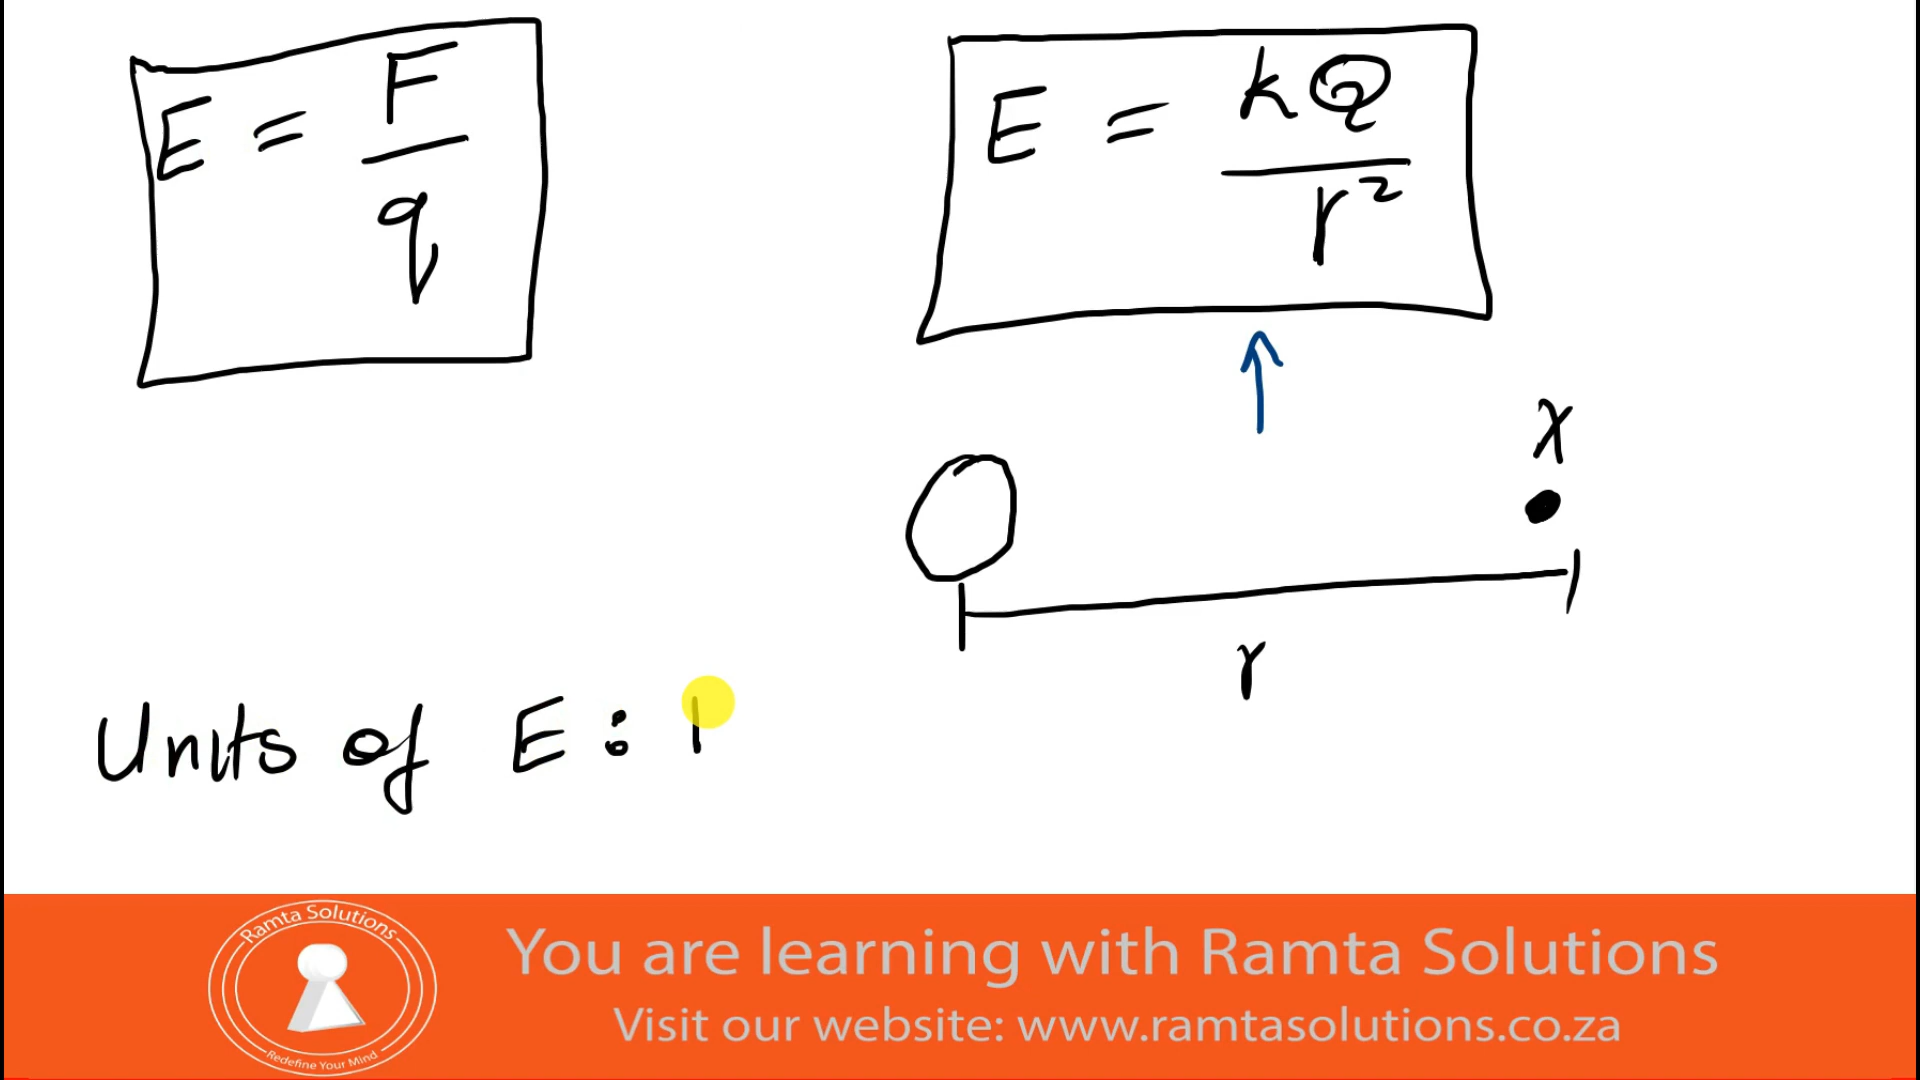 E = F/q
E = kQ/r²
x
r
Units of E :
Ramta Solutions
Redefine Your Mind
You are learning with Ramta Solutions
Visit our website: www.ramtasolutions.co.za